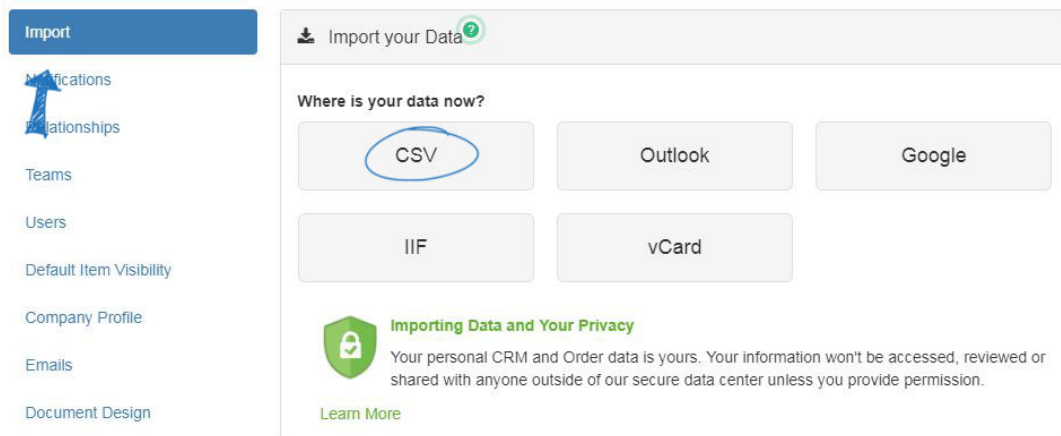 Import
Notifications
Relationships
Teams
Users
Default Item Visibility
Company Profile
Emails
Document Design
Import your Data ?
Where is your data now?
CSV
Outlook
Google
IIF
vCard
Importing Data and Your Privacy
Your personal CRM and Order data is yours. Your information won't be accessed, reviewed or
shared with anyone outside of our secure data center unless you provide permission.
Learn More